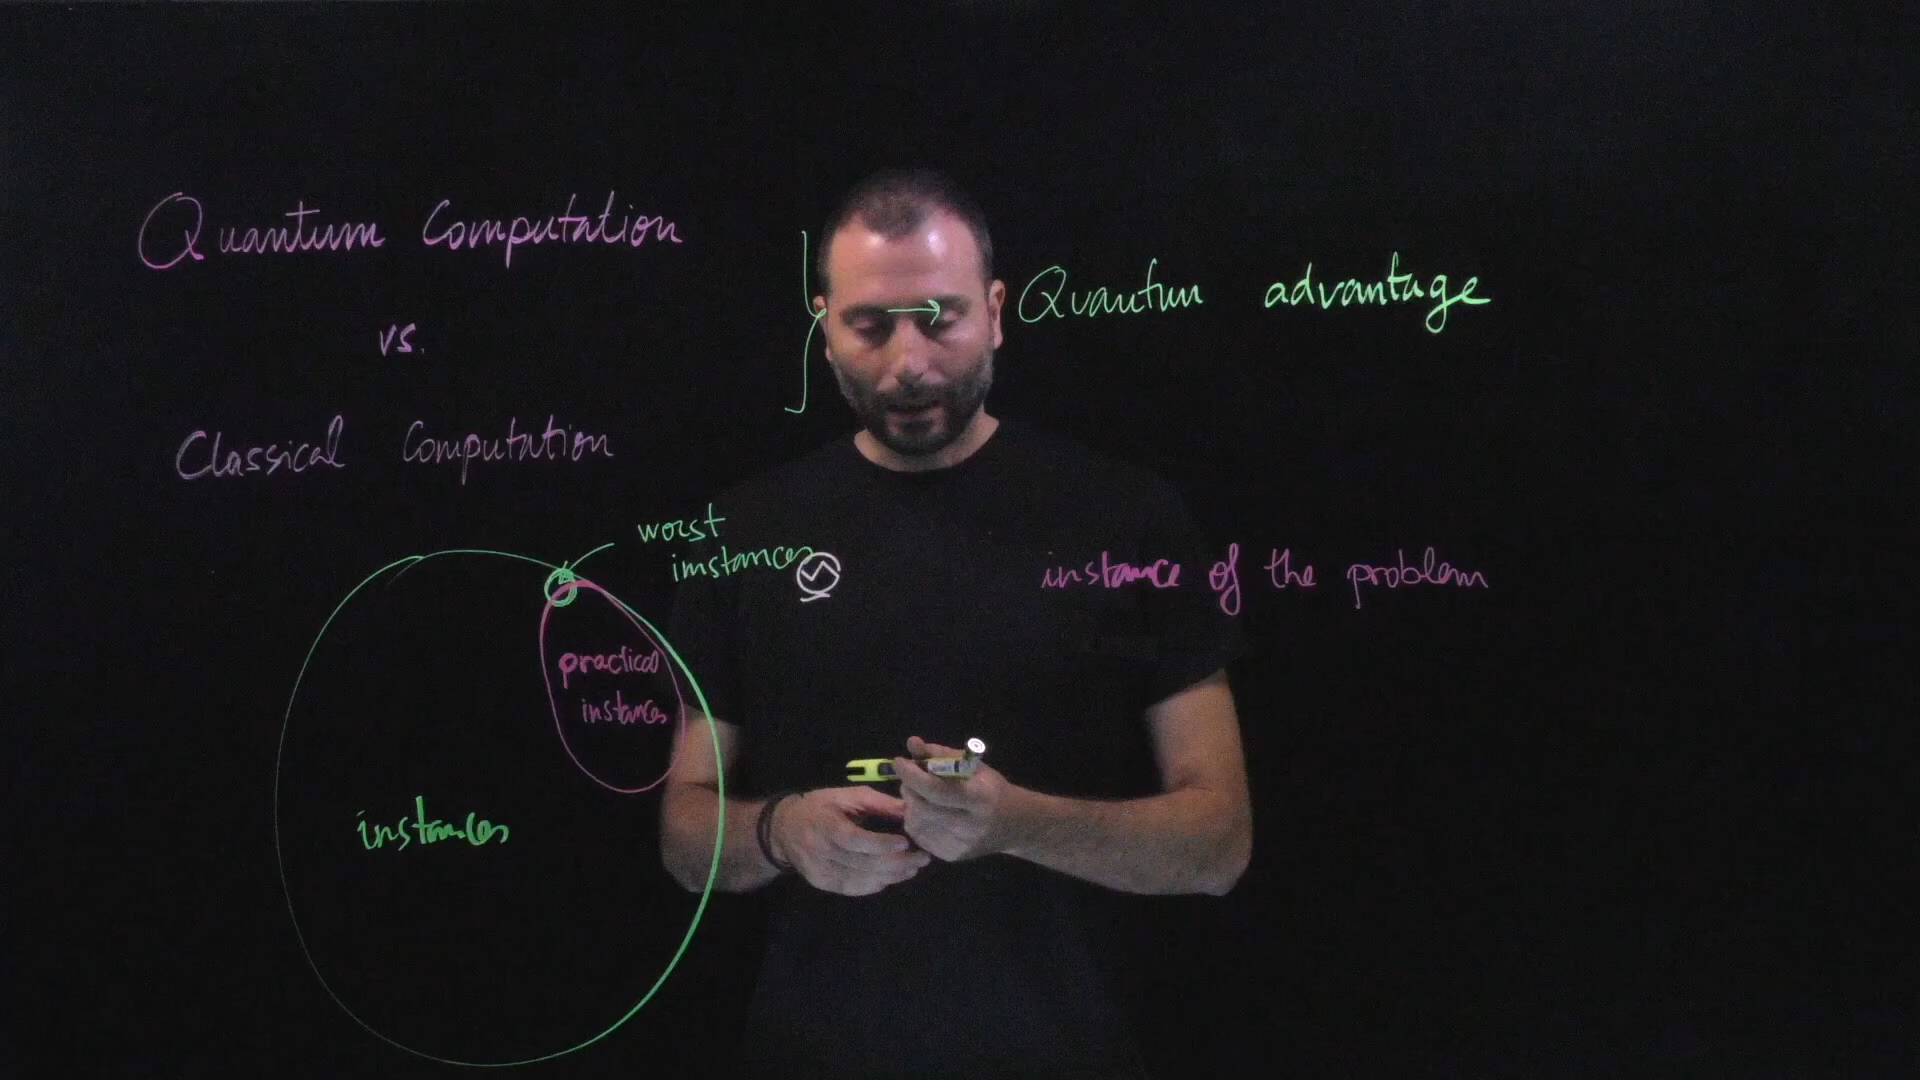 Quantum Computation
vs.
Classical Computation
Quantum advantage
worst
instances
instance of the problem
practical
instances
instances